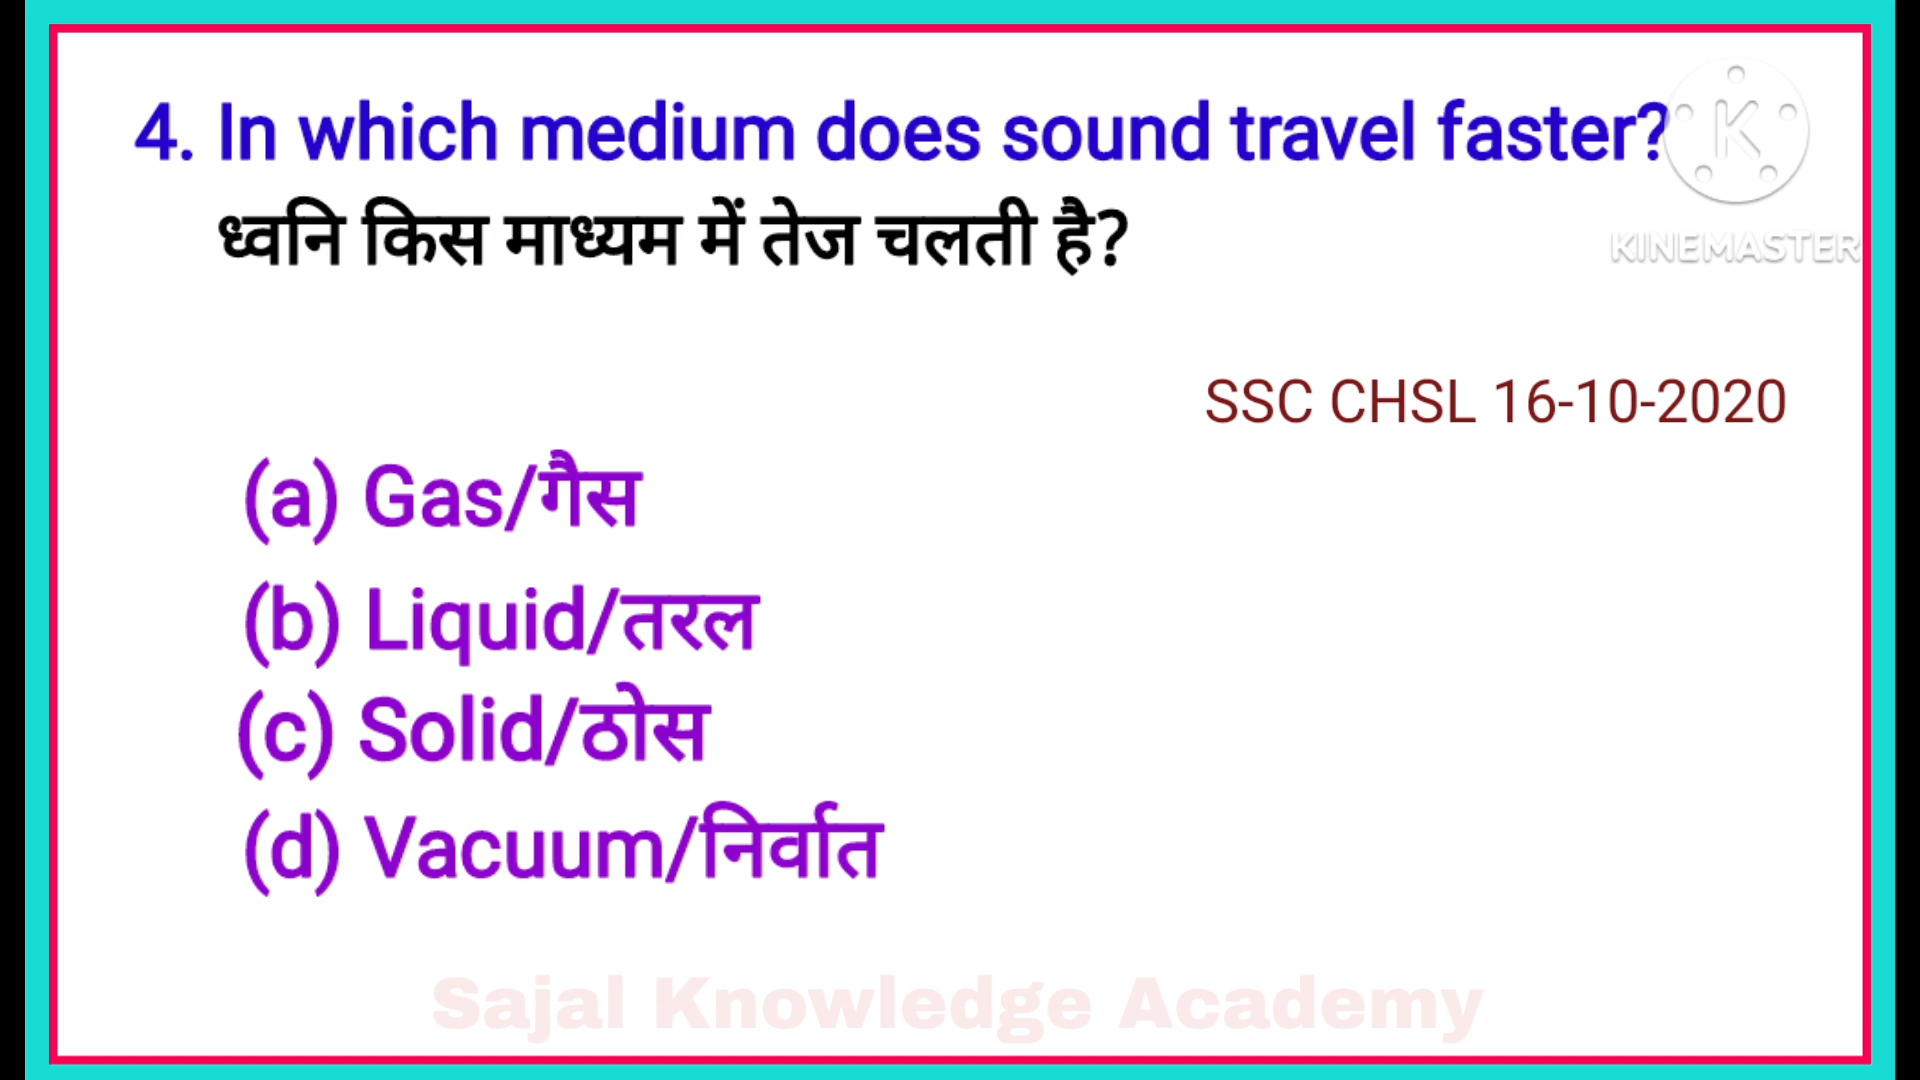 4. In which medium does sound travel faster?
ध्वनि किस माध्यम में तेज चलती है?
K
KINEMASTER
SSC CHSL 16-10-2020
(a) Gas/गैस
(b) Liquid/तरल
(c) Solid/ठोस
(d) Vacuum/निर्वात
Sajal Knowledge Academy